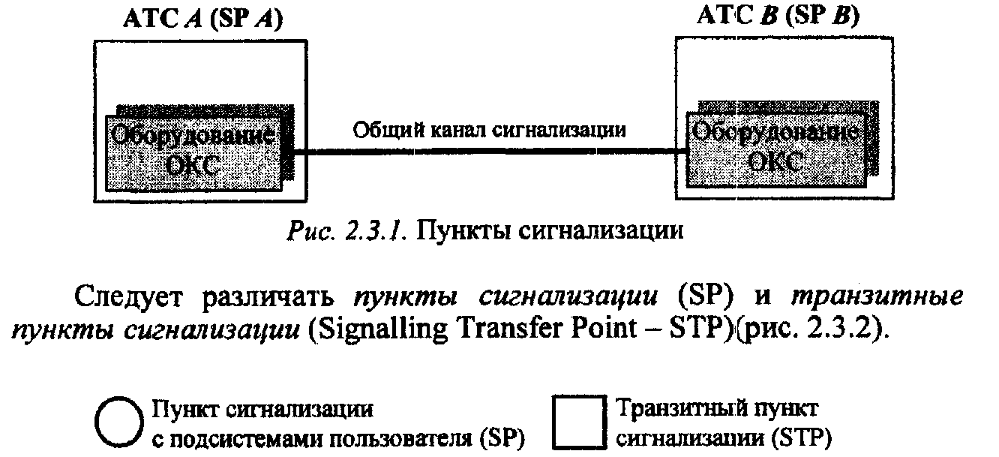 АТС A (SP A)
АТС B (SP B)
Оборудование
ОКС
Общий канал сигнализации
Оборудование
ОКС
Рис. 2.3.1. Пункты сигнализации
Следует различать пункты сигнализации (SP) и транзитные
пункты сигнализации (Signalling Transfer Point – STP)(рис. 2.3.2).
Пункт сигнализации
с подсистемами пользователя (SP)
Транзитный пункт
сигнализации (STP)